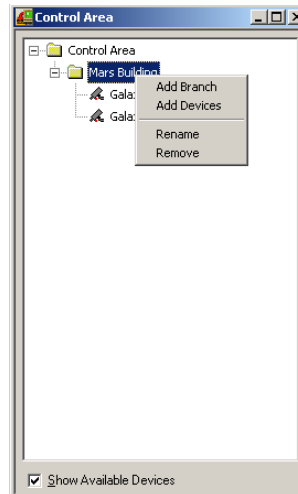 Control Area
Control Area
Mars Building
Add Branch
Add Devices
Rename
Remove
Show Available Devices